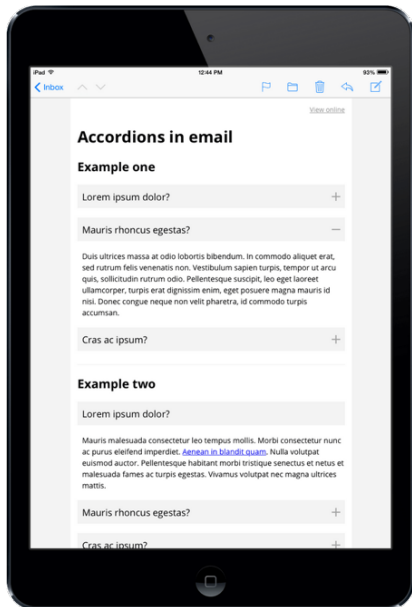 iPad 12:44 PM 93%
Inbox
View online
Accordions in email
Example one
Lorem ipsum dolor? +
Mauris rhoncus egestas? −
Duis ultrices massa at odio lobortis bibendum. In commodo aliquet erat,
sed rutrum felis venenatis non. Vestibulum sapien turpis, tempor ut arcu
quis, sollicitudin rutrum odio. Pellentesque suscipit, leo eget laoreet
ullamcorper, turpis erat dignissim enim, eget posuere magna mauris id
nisi. Donec congue neque non velit pharetra, id commodo turpis
accumsan.
Cras ac ipsum? +
Example two
Lorem ipsum dolor?
Mauris malesuada consectetur leo tempus mollis. Morbi consectetur nunc
ac purus eleifend imperdiet. Aenean in blandit quam. Nulla volutpat
euismod auctor. Pellentesque habitant morbi tristique senectus et netus et
malesuada fames ac turpis egestas. Vivamus volutpat nec magna ultrices
mattis.
Mauris rhoncus egestas? +
Cras ac ipsum? +